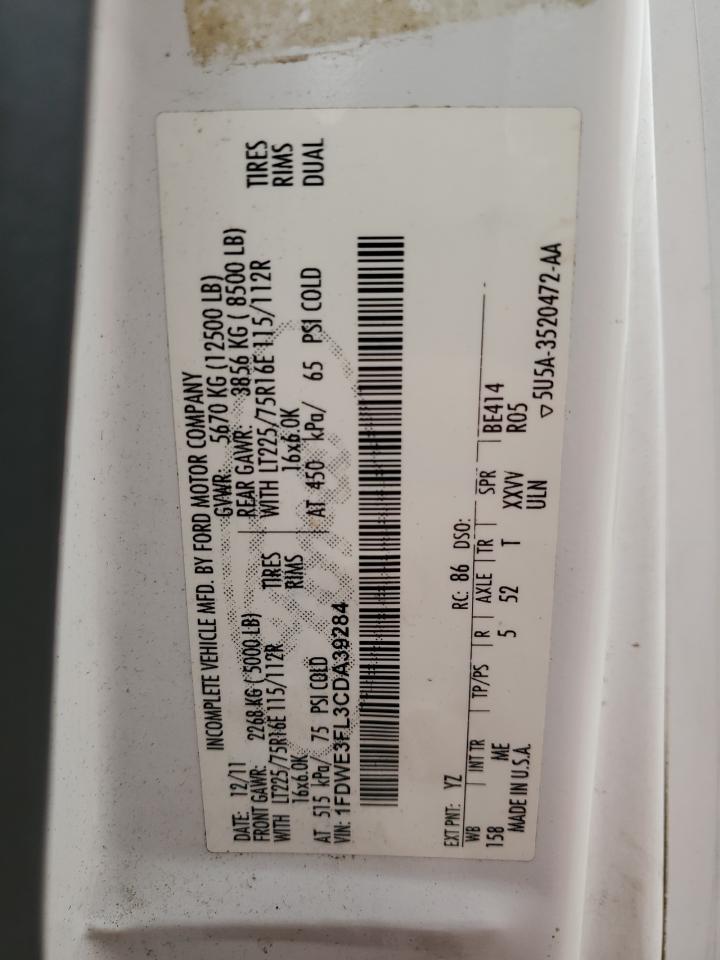 INCOMPLETE VEHICLE MFD. BY FORD MOTOR COMPANY
DATE: 12/11 GVWR: 5670 KG (12500 LB)
FRONT GAWR: 2268 KG ( 5000 LB) REAR GAWR: 3856 KG ( 8500 LB)
WITH LT225/75R16E 115/112R TIRES WITH LT225/75R16E 115/112R TIRES
16x6.0K RIMS 16x6.0K RIMS
AT 515 kPa/ 75 PSI COLD AT 450 kPa/ 65 PSI COLD DUAL
VIN: 1FDWE3FL3CDA39284
EXT PNT: YZ RC: 86 DSO:
WB INT TR TP/PS R AXLE TR SPR BE414
158 ME 5 52 T XXVV R05
MADE IN U.S.A. ULN
▽5U5A-3520472-AA